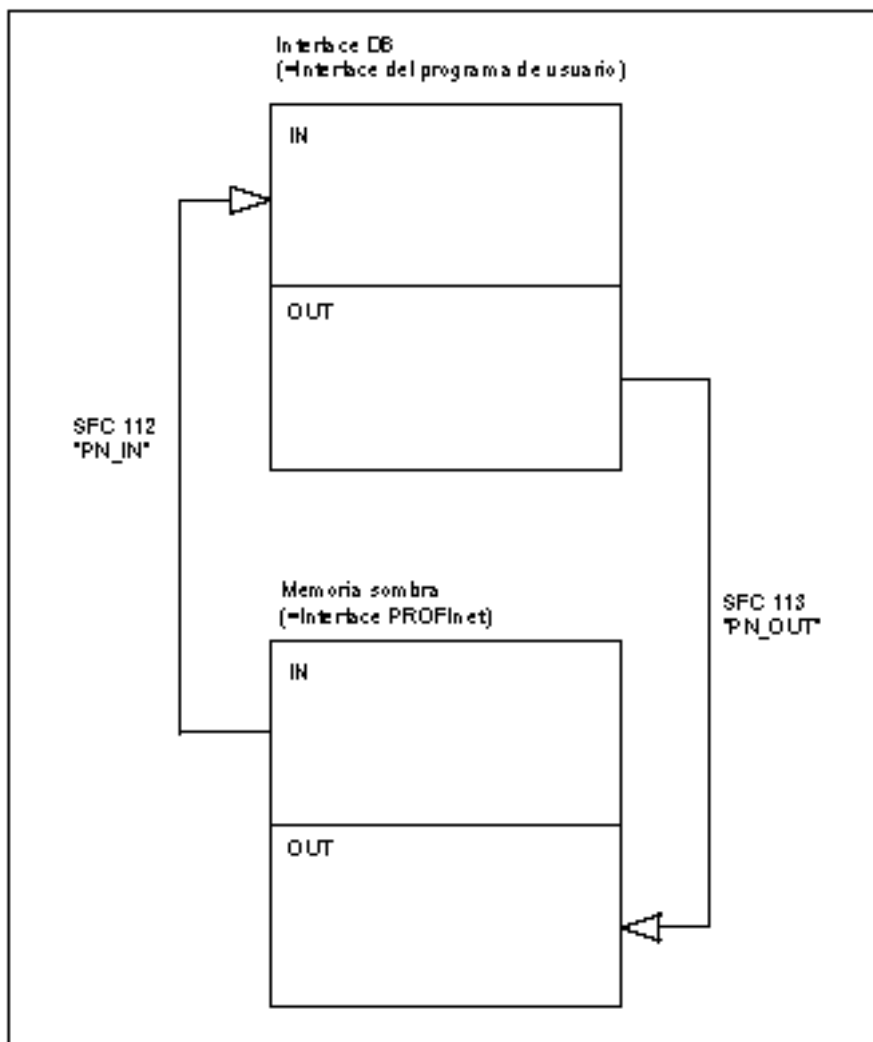 Interface DB
(=Interface del programa de usuario)
IN
OUT
SFC 112
"PN_IN"
Memoria sombra
(=Interface PROFInet)
IN
OUT
SFC 113
"PN_OUT"